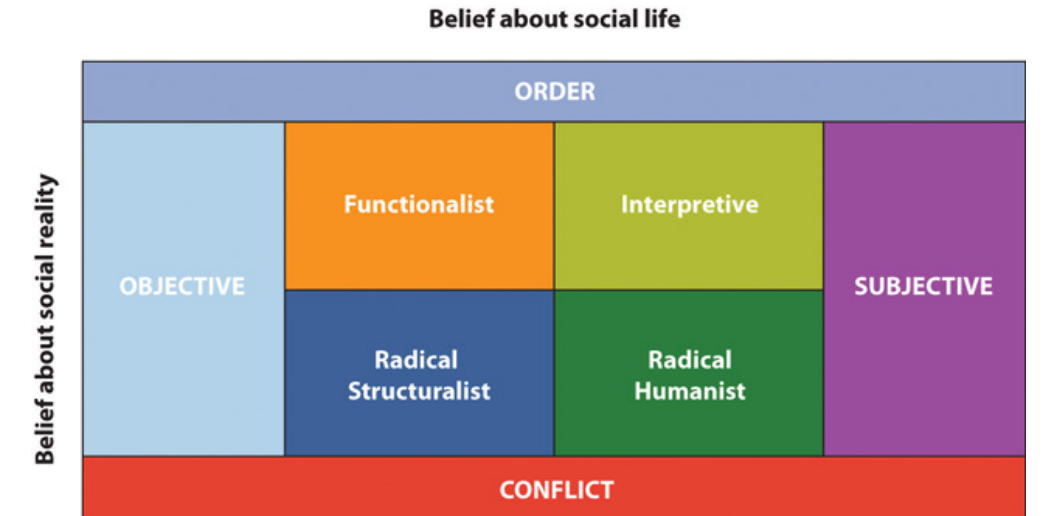 Belief about social life
ORDER
Belief about social reality
OBJECTIVE
Functionalist
Interpretive
SUBJECTIVE
Radical
Structuralist
Radical
Humanist
CONFLICT